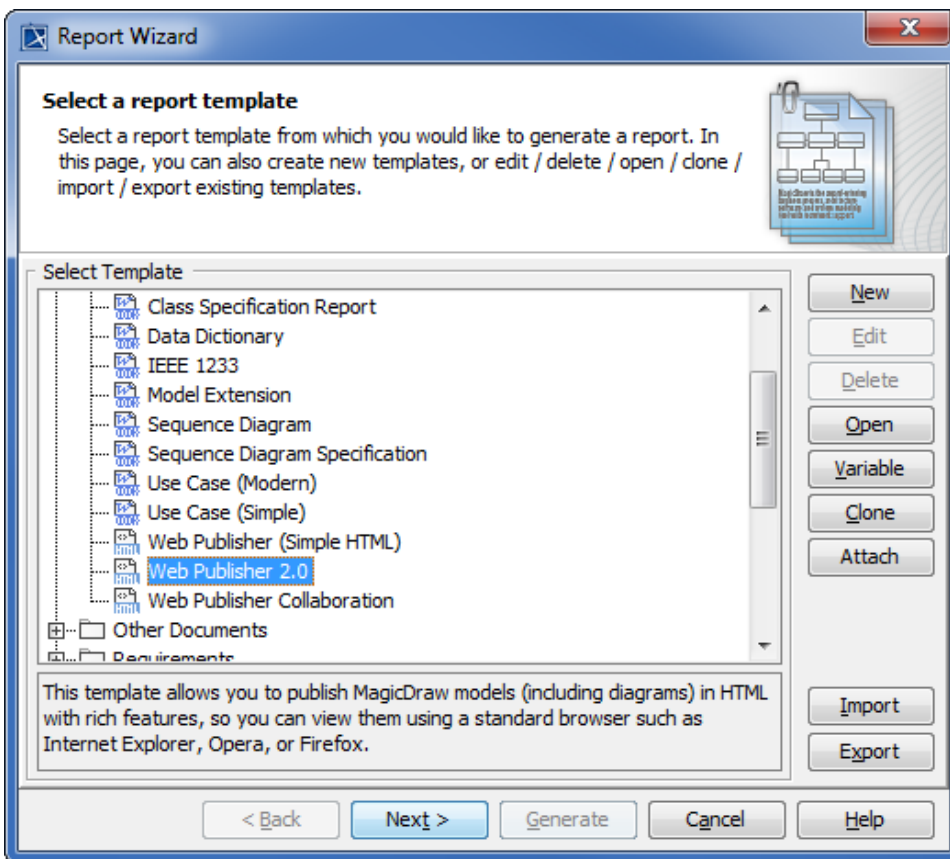 Report Wizard
Select a report template
Select a report template from which you would like to generate a report. In
this page, you can also create new templates, or edit / delete / open / clone /
import / export existing templates.
Select Template
Class Specification Report
Data Dictionary
IEEE 1233
Model Extension
Sequence Diagram
Sequence Diagram Specification
Use Case (Modern)
Use Case (Simple)
Web Publisher (Simple HTML)
Web Publisher 2.0
Web Publisher Collaboration
Other Documents
Requirements
New
Edit
Delete
Open
Variable
Clone
Attach
This template allows you to publish MagicDraw models (including diagrams) in HTML
with rich features, so you can view them using a standard browser such as
Internet Explorer, Opera, or Firefox.
Import
Export
< Back
Next >
Generate
Cancel
Help